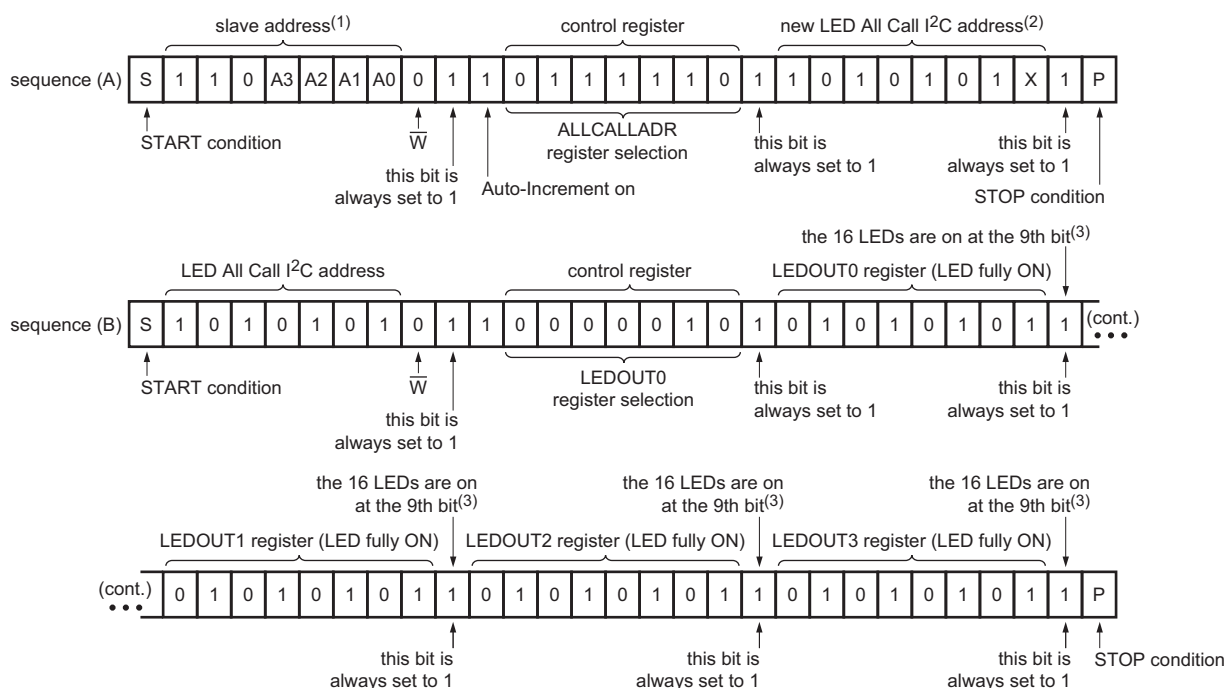 slave address(1) control register new LED All Call I2C address(2)
sequence (A) S 1 1 0 A3 A2 A1 A0 0 1 1 0 1 1 1 1 1 0 1 1 0 1 0 1 0 1 X 1 P
START condition W ALLCALLADR this bit is this bit is
register selection always set to 1 always set to 1
this bit is Auto-Increment on STOP condition
always set to 1
the 16 LEDs are on at the 9th bit(3)
LED All Call I2C address control register LEDOUT0 register (LED fully ON)
sequence (B) S 1 0 1 0 1 0 1 0 1 1 0 0 0 0 0 1 0 1 0 1 0 1 0 1 0 1 1 (cont.)
START condition W LEDOUT0 this bit is this bit is
register selection always set to 1 always set to 1
this bit is
always set to 1
the 16 LEDs are on the 16 LEDs are on the 16 LEDs are on
at the 9th bit(3) at the 9th bit(3) at the 9th bit(3)
LEDOUT1 register (LED fully ON) LEDOUT2 register (LED fully ON) LEDOUT3 register (LED fully ON)
(cont.) 0 1 0 1 0 1 0 1 1 0 1 0 1 0 1 0 1 1 0 1 0 1 0 1 0 1 1 P
this bit is this bit is this bit is STOP condition
always set to 1 always set to 1 always set to 1